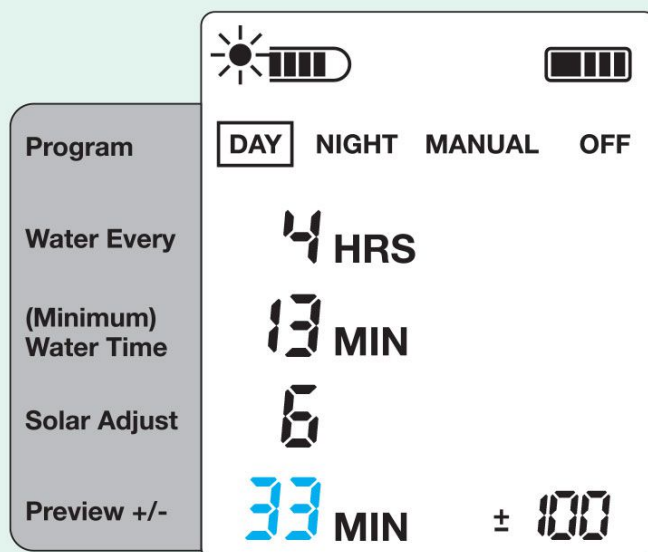 Program DAY NIGHT MANUAL OFF
Water Every 4 HRS
(Minimum)
Water Time 13 MIN
Solar Adjust 6
Preview +/- 33 MIN ± 100